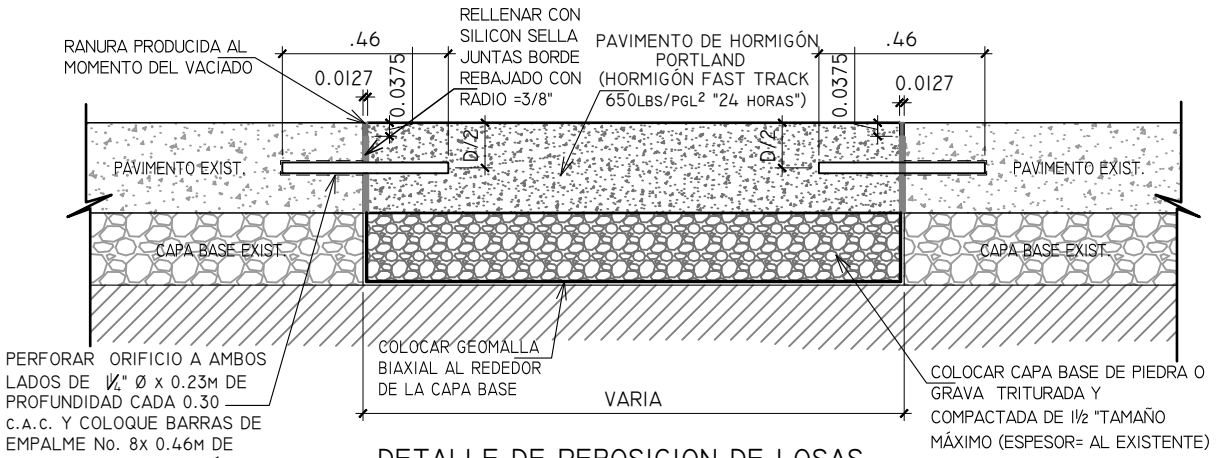 RANURA PRODUCIDA AL
MOMENTO DEL VACIADO
.46
0.0127
0.0375
RELLENAR CON
SILICON SELLA
JUNTAS BORDE
REBAJADO CON
RADIO =3/8"
PAVIMENTO DE HORMIGÓN
PORTLAND
(HORMIGÓN FAST TRACK
650LBS/PGL² "24 HORAS")
.46
0.0375
0.0127
D/2
D/2
PAVIMENTO EXIST.
PAVIMENTO EXIST.
CAPA BASE EXIST.
CAPA BASE EXIST.
PERFORAR ORIFICIO A AMBOS
LADOS DE 1¼" Ø x 0.23M DE
PROFUNDIDAD CADA 0.30
C.A.C. Y COLOQUE BARRAS DE
EMPALME No. 8x 0.46M DE
COLOCAR GEOMALLA
BIAXIAL AL REDEDOR
DE LA CAPA BASE
VARIA
COLOCAR CAPA BASE DE PIEDRA O
GRAVA TRITURADA Y
COMPACTADA DE 1½ "TAMAÑO
MÁXIMO (ESPESOR= AL EXISTENTE)
DETALLE DE REPOSICION DE LOSAS